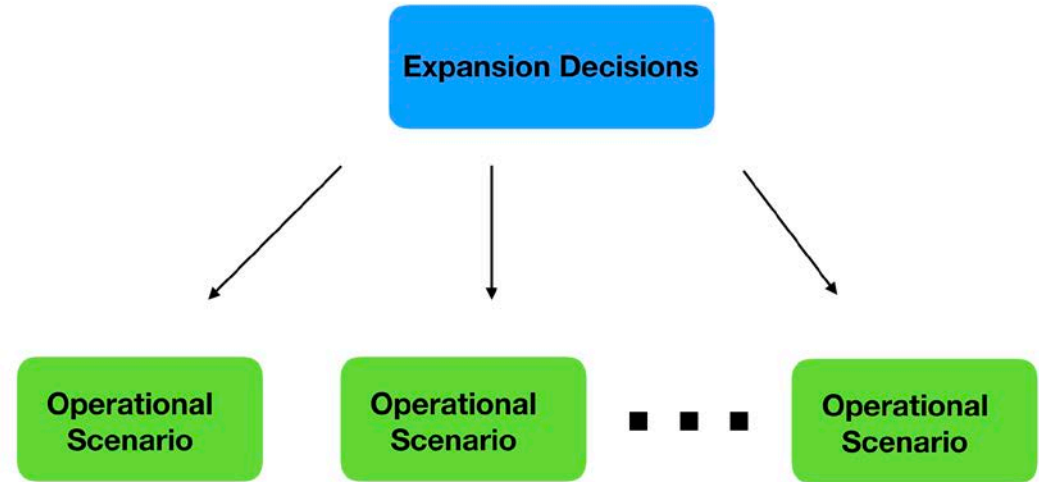 Expansion Decisions
Operational
Scenario
Operational
Scenario
Operational
Scenario